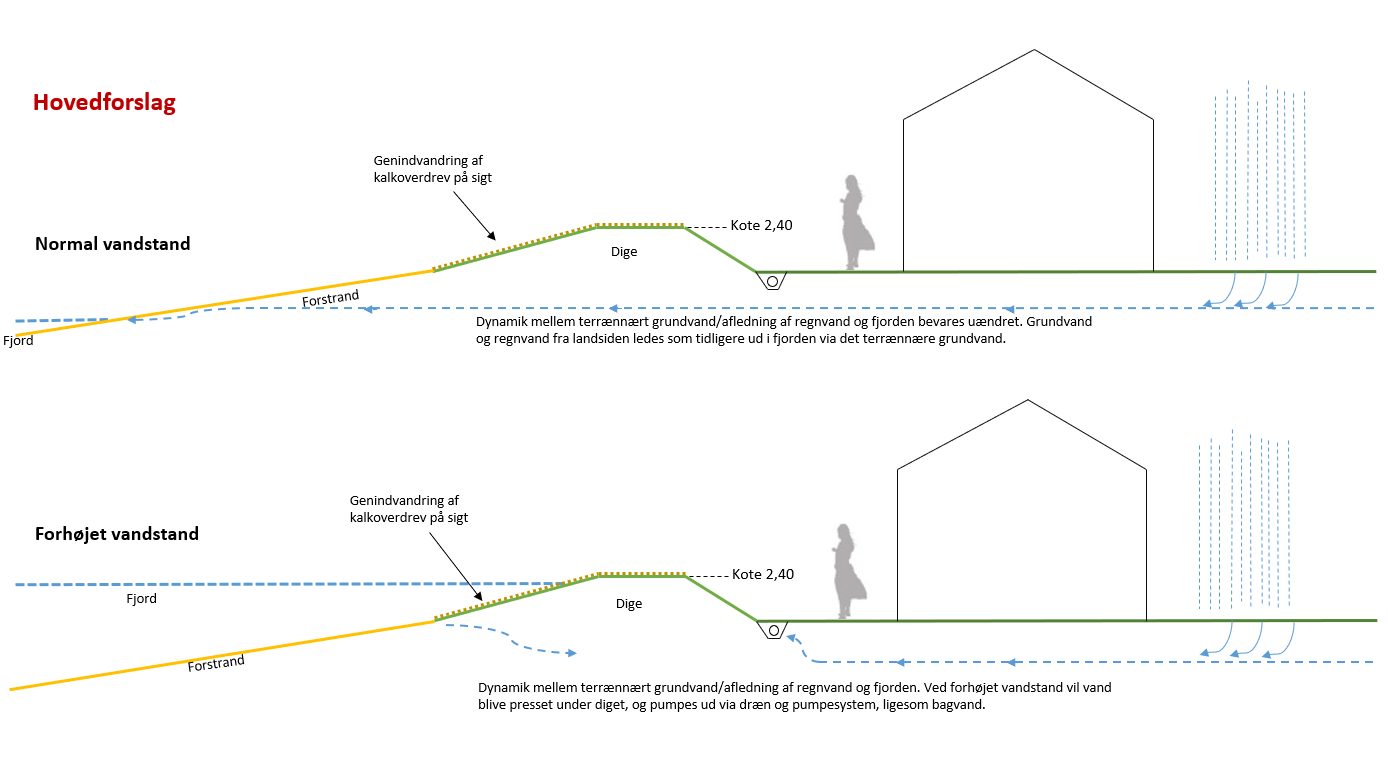 Hovedforslag
Genindvandring af
kalkoverdrev på sigt
Normal vandstand
Kote 2,40
Dige
Forstrand
Fjord
Dynamik mellem terrænnært grundvand/afledning af regnvand og fjorden bevares uændret. Grundvand
og regnvand fra landsiden ledes som tidligere ud i fjorden via det terrænnære grundvand.
Genindvandring af
kalkoverdrev på sigt
Forhøjet vandstand
Kote 2,40
Fjord
Dige
Forstrand
Dynamik mellem terrænnært grundvand/afledning af regnvand og fjorden. Ved forhøjet vandstand vil vand
blive presset under diget, og pumpes ud via dræn og pumpesystem, ligesom bagvand.